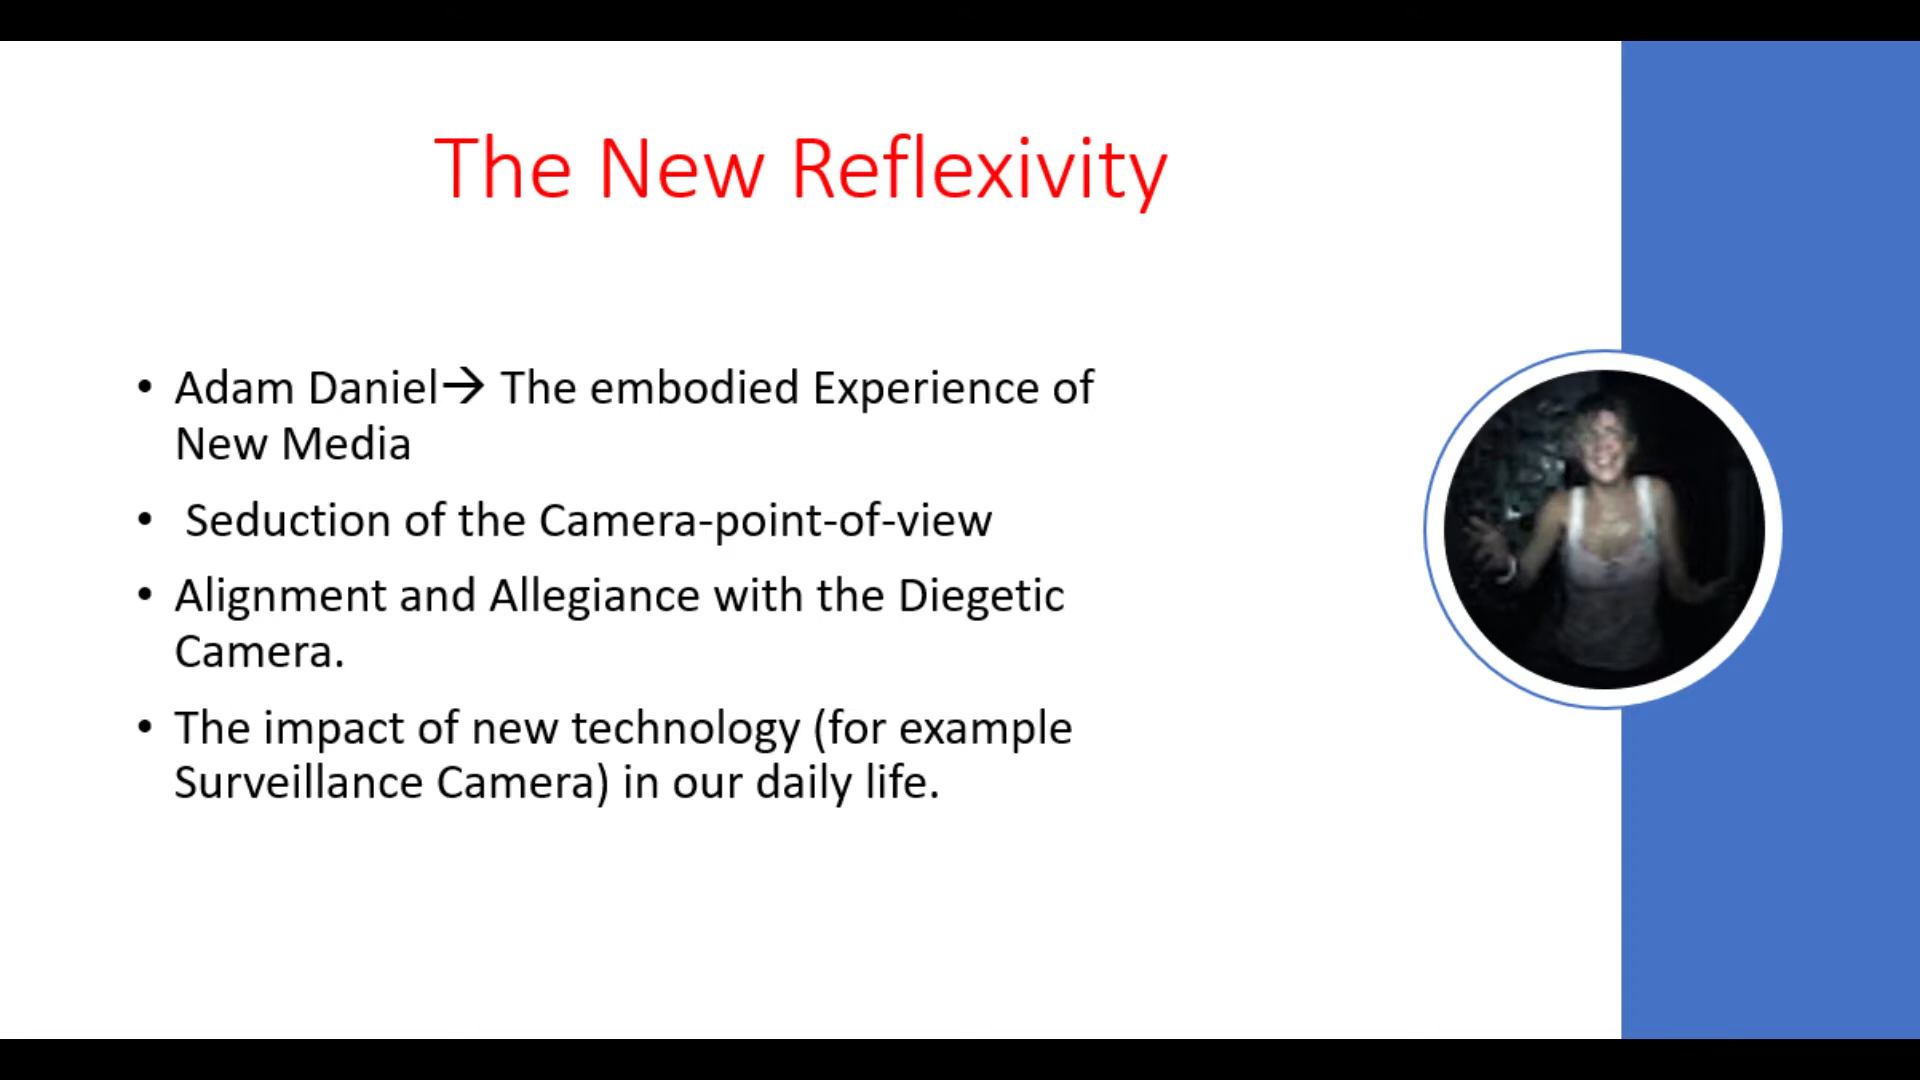 The New Reflexivity
• Adam Daniel→ The embodied Experience of
New Media
• Seduction of the Camera-point-of-view
• Alignment and Allegiance with the Diegetic
Camera.
• The impact of new technology (for example
Surveillance Camera) in our daily life.